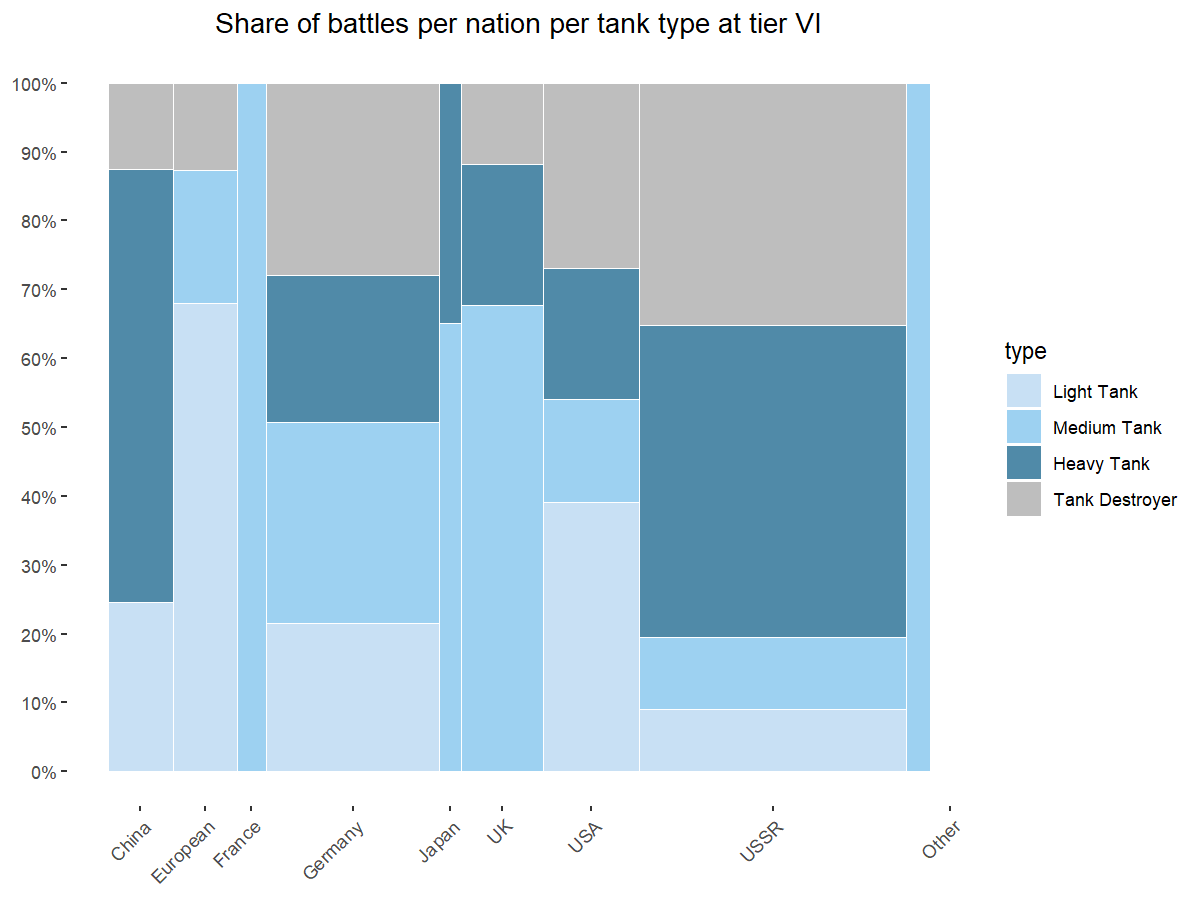 Share of battles per nation per tank type at tier VI
100%
90%
80%
70%
60%
50%
40%
30%
20%
10%
0%
China
European
France
Germany
Japan
UK
USA
USSR
Other
type
Light Tank
Medium Tank
Heavy Tank
Tank Destroyer